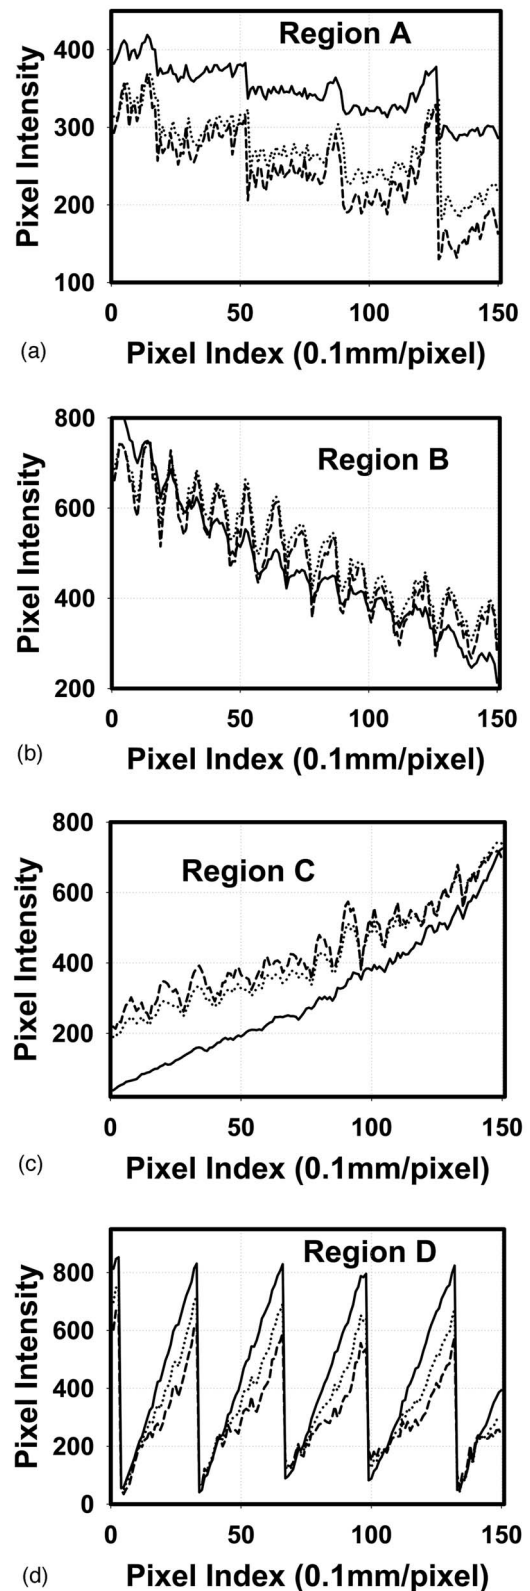 Region A
Pixel Intensity
400
300
200
100
0
50
100
150
(a)
Pixel Index (0.1mm/pixel)
Region B
Pixel Intensity
800
600
400
200
0
50
100
150
(b)
Pixel Index (0.1mm/pixel)
Region C
Pixel Intensity
800
600
400
200
0
50
100
150
(c)
Pixel Index (0.1mm/pixel)
Region D
Pixel Intensity
800
600
400
200
0
0
50
100
150
(d)
Pixel Index (0.1mm/pixel)